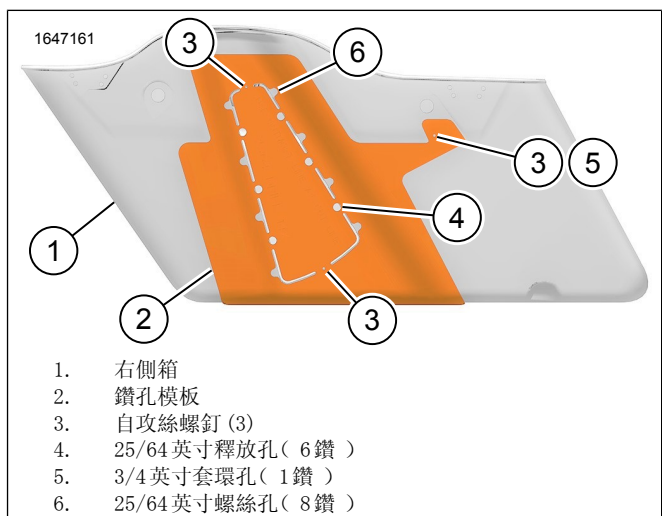 1647161
3
6
3
5
4
1
2
3
1. 右側箱
2. 鑽孔模板
3. 自攻絲螺釘 (3)
4. 25/64英寸釋放孔( 6鑽 )
5. 3/4英寸套環孔( 1鑽 )
6. 25/64英寸螺絲孔( 8鑽 )